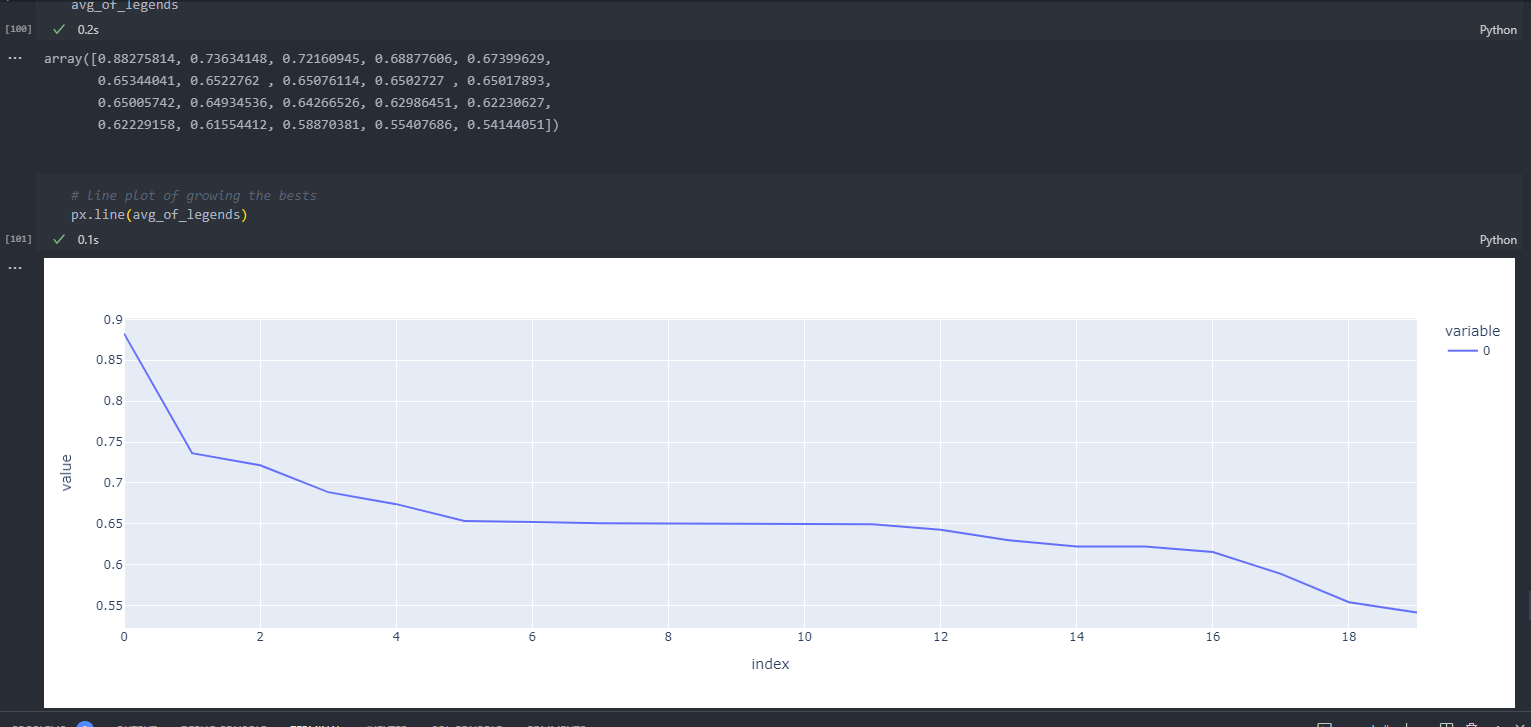 avg_of_legends
[100] 0.2s Python
array([0.88275814, 0.73634148, 0.72160945, 0.68877606, 0.67399629,
0.65344041, 0.6522762 , 0.65076114, 0.6502727 , 0.65017893,
0.65005742, 0.64934536, 0.64266526, 0.62986451, 0.62230627,
0.62229158, 0.61554412, 0.58870381, 0.55407686, 0.54144051])
# line plot of growing the bests
px.line(avg_of_legends)
[101] 0.1s Python
0.9
0.85
0.8
0.75
0.7
0.65
0.6
0.55
value
0 2 4 6 8 10 12 14 16 18
index
variable
0